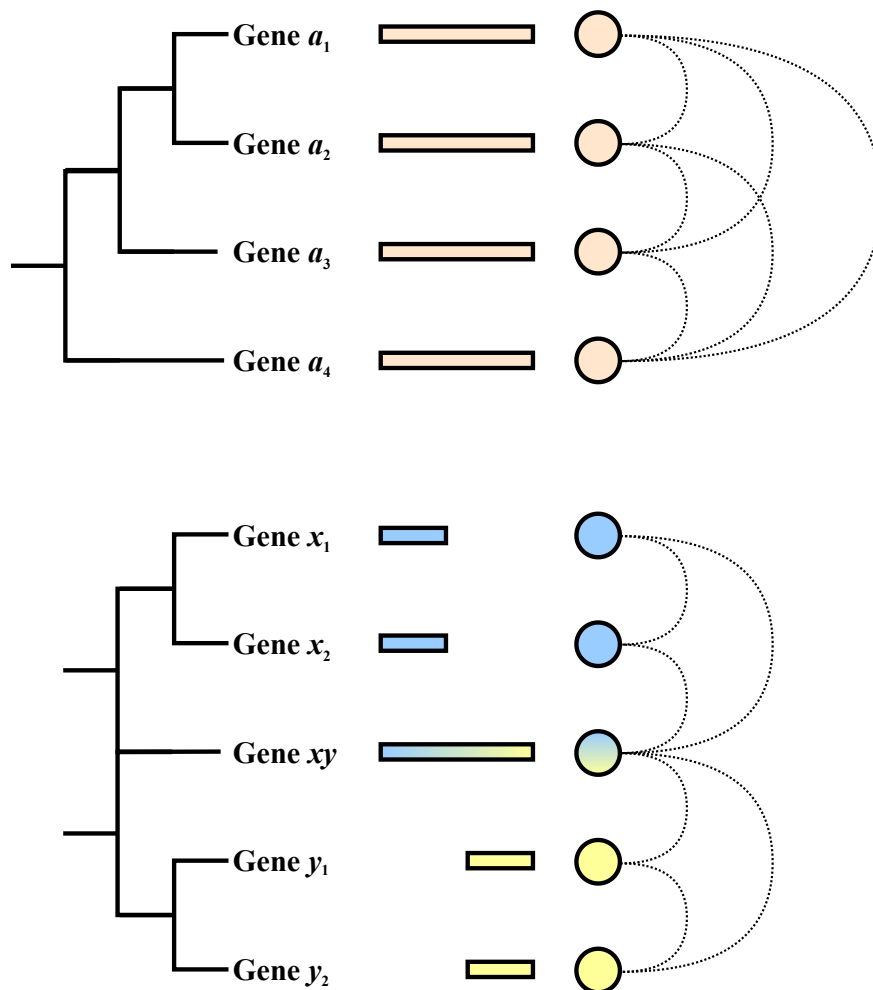 Gene a₁
Gene a₂
Gene a₃
Gene a₄
Gene x₁
Gene x₂
Gene xy
Gene y₁
Gene y₂